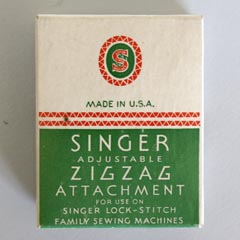 S
MADE IN U.S.A.
SINGER
ADJUSTABLE
ZIGZAG
ATTACHMENT
FOR USE ON
SINGER LOCK-STITCH
FAMILY SEWING MACHINES